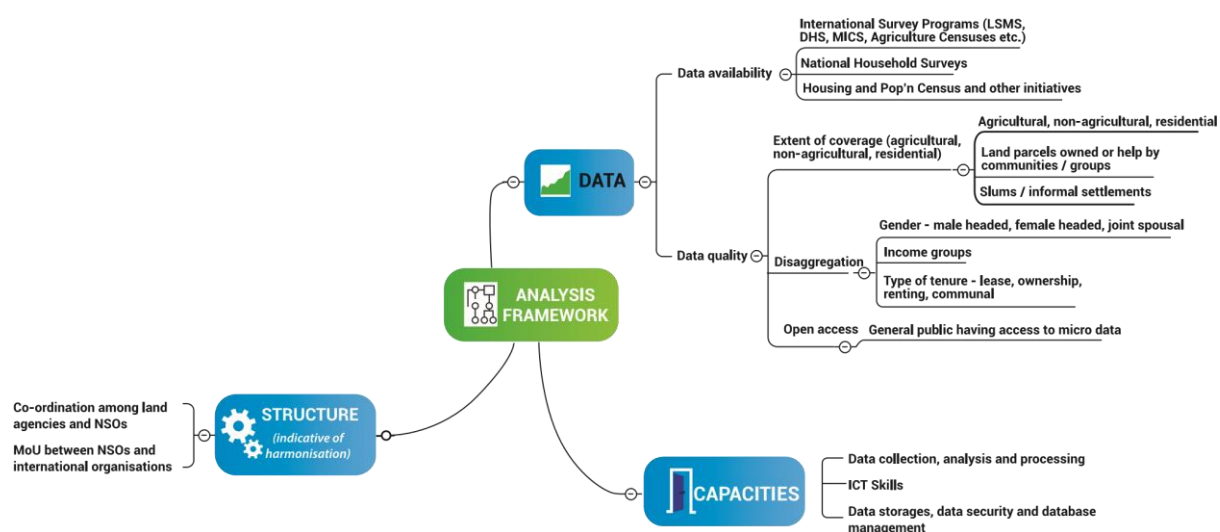 International Survey Programs (LSMS,
DHS, MICS, Agriculture Censuses etc.)
Data availability
National Household Surveys
Housing and Pop'n Census and other initiatives
DATA
Extent of coverage (agricultural,
non-agricultural, residential)
Agricultural, non-agricultural, residential
Land parcels owned or help by
communities / groups
Slums / informal settlements
Data quality
Gender - male headed, female headed, joint spousal
Disaggregation
Income groups
Type of tenure - lease, ownership,
renting, communal
Open access
General public having access to micro data
ANALYSIS
FRAMEWORK
STRUCTURE
(indicative of
harmonisation)
Co-ordination among land
agencies and NSOs
MoU between NSOs and
international organisations
CAPACITIES
Data collection, analysis and processing
ICT Skills
Data storages, data security and database
management